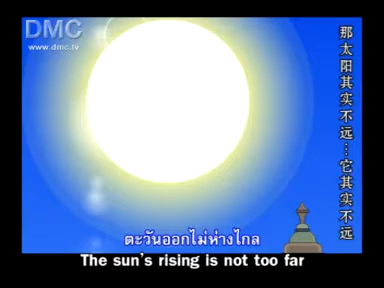 DMC
www.dmc.tv
那太阳其实不远…它其实不远
ตะวันออกไม่ห่างไกล
The sun's rising is not too far